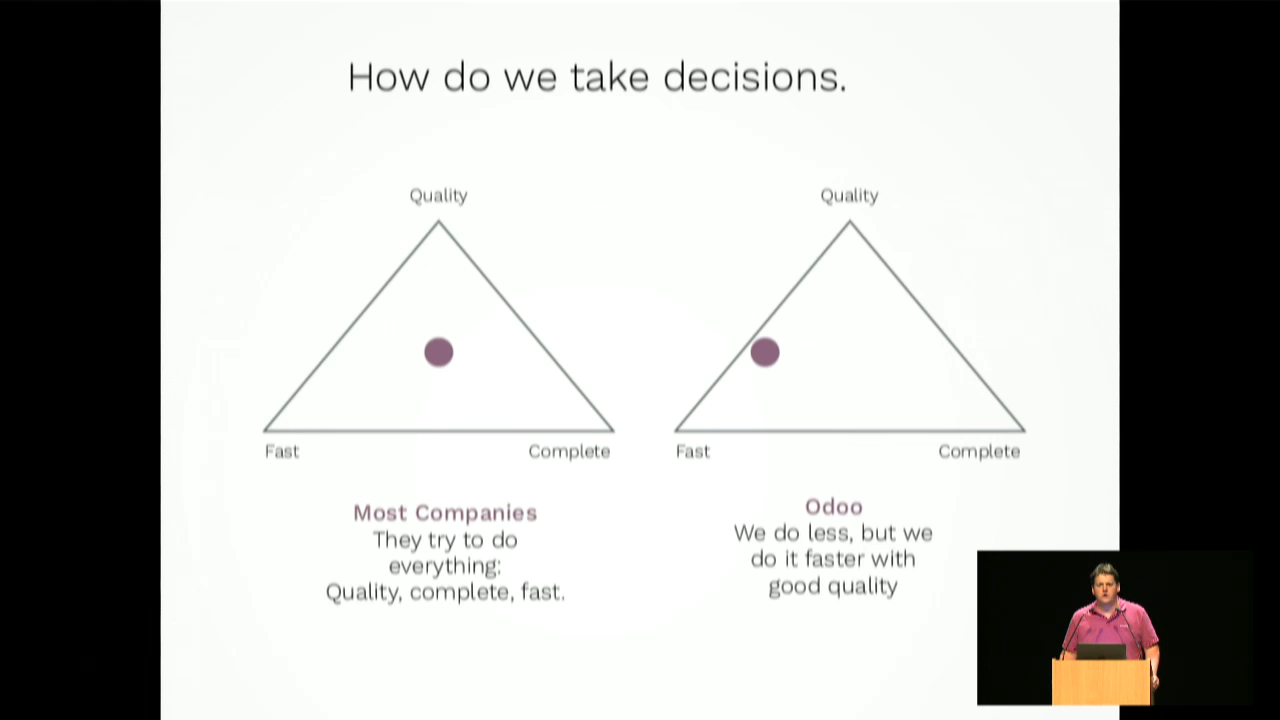 How do we take decisions.
Quality
Fast
Complete
Most Companies
They try to do
everything:
Quality, complete, fast.
Quality
Fast
Complete
Odoo
We do less, but we
do it faster with
good quality